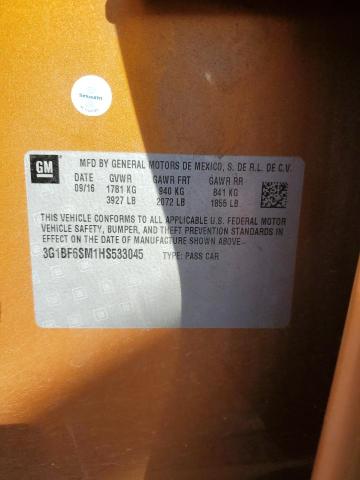 GM
MFD BY GENERAL MOTORS DE MEXICO, S. DE R.L. DE C.V.
DATE GVWR GAWR FRT GAWR RR
09/16 1781 KG 940 KG 841 KG
3927 LB 2072 LB 1855 LB
THIS VEHICLE CONFORMS TO ALL APPLICABLE U.S. FEDERAL MOTOR
VEHICLE SAFETY, BUMPER, AND THEFT PREVENTION STANDARDS IN
EFFECT ON THE DATE OF MANUFACTURE SHOWN ABOVE.
3G1BF6SM1HS533045 TYPE: PASS CAR